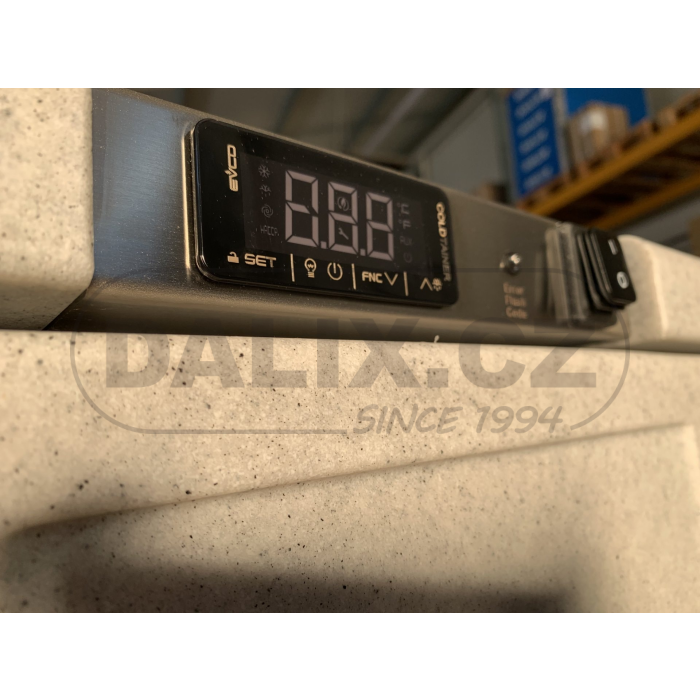 EVCO
8.8.8
COLDTAINER
SET
FNC
Error
Flash
Code
I
O
DALIX.CZ
SINCE 1994